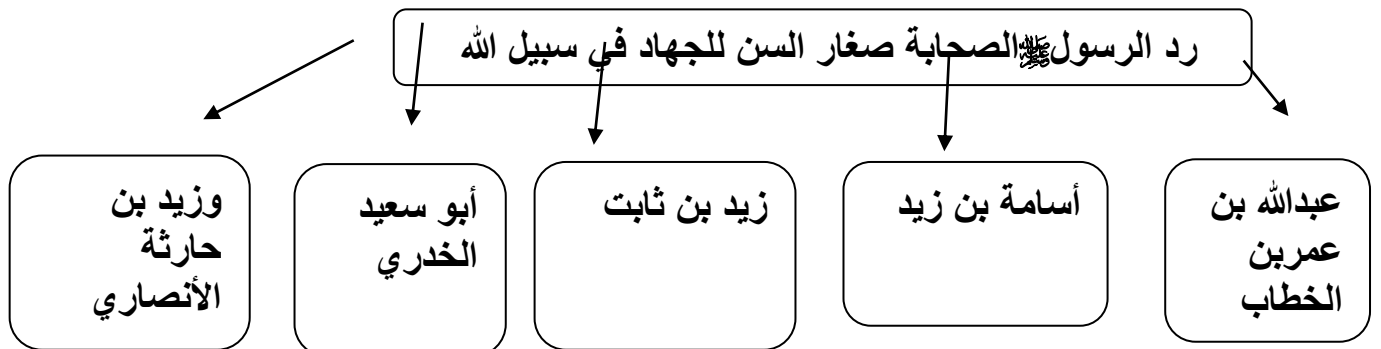 رد الرسول ﷺ الصحابة صغار السن للجهاد في سبيل الله
عبدالله بن
عمربن
الخطاب
أسامة بن زيد
زيد بن ثابت
أبو سعيد
الخدري
وزيد بن
حارثة
الأنصاري